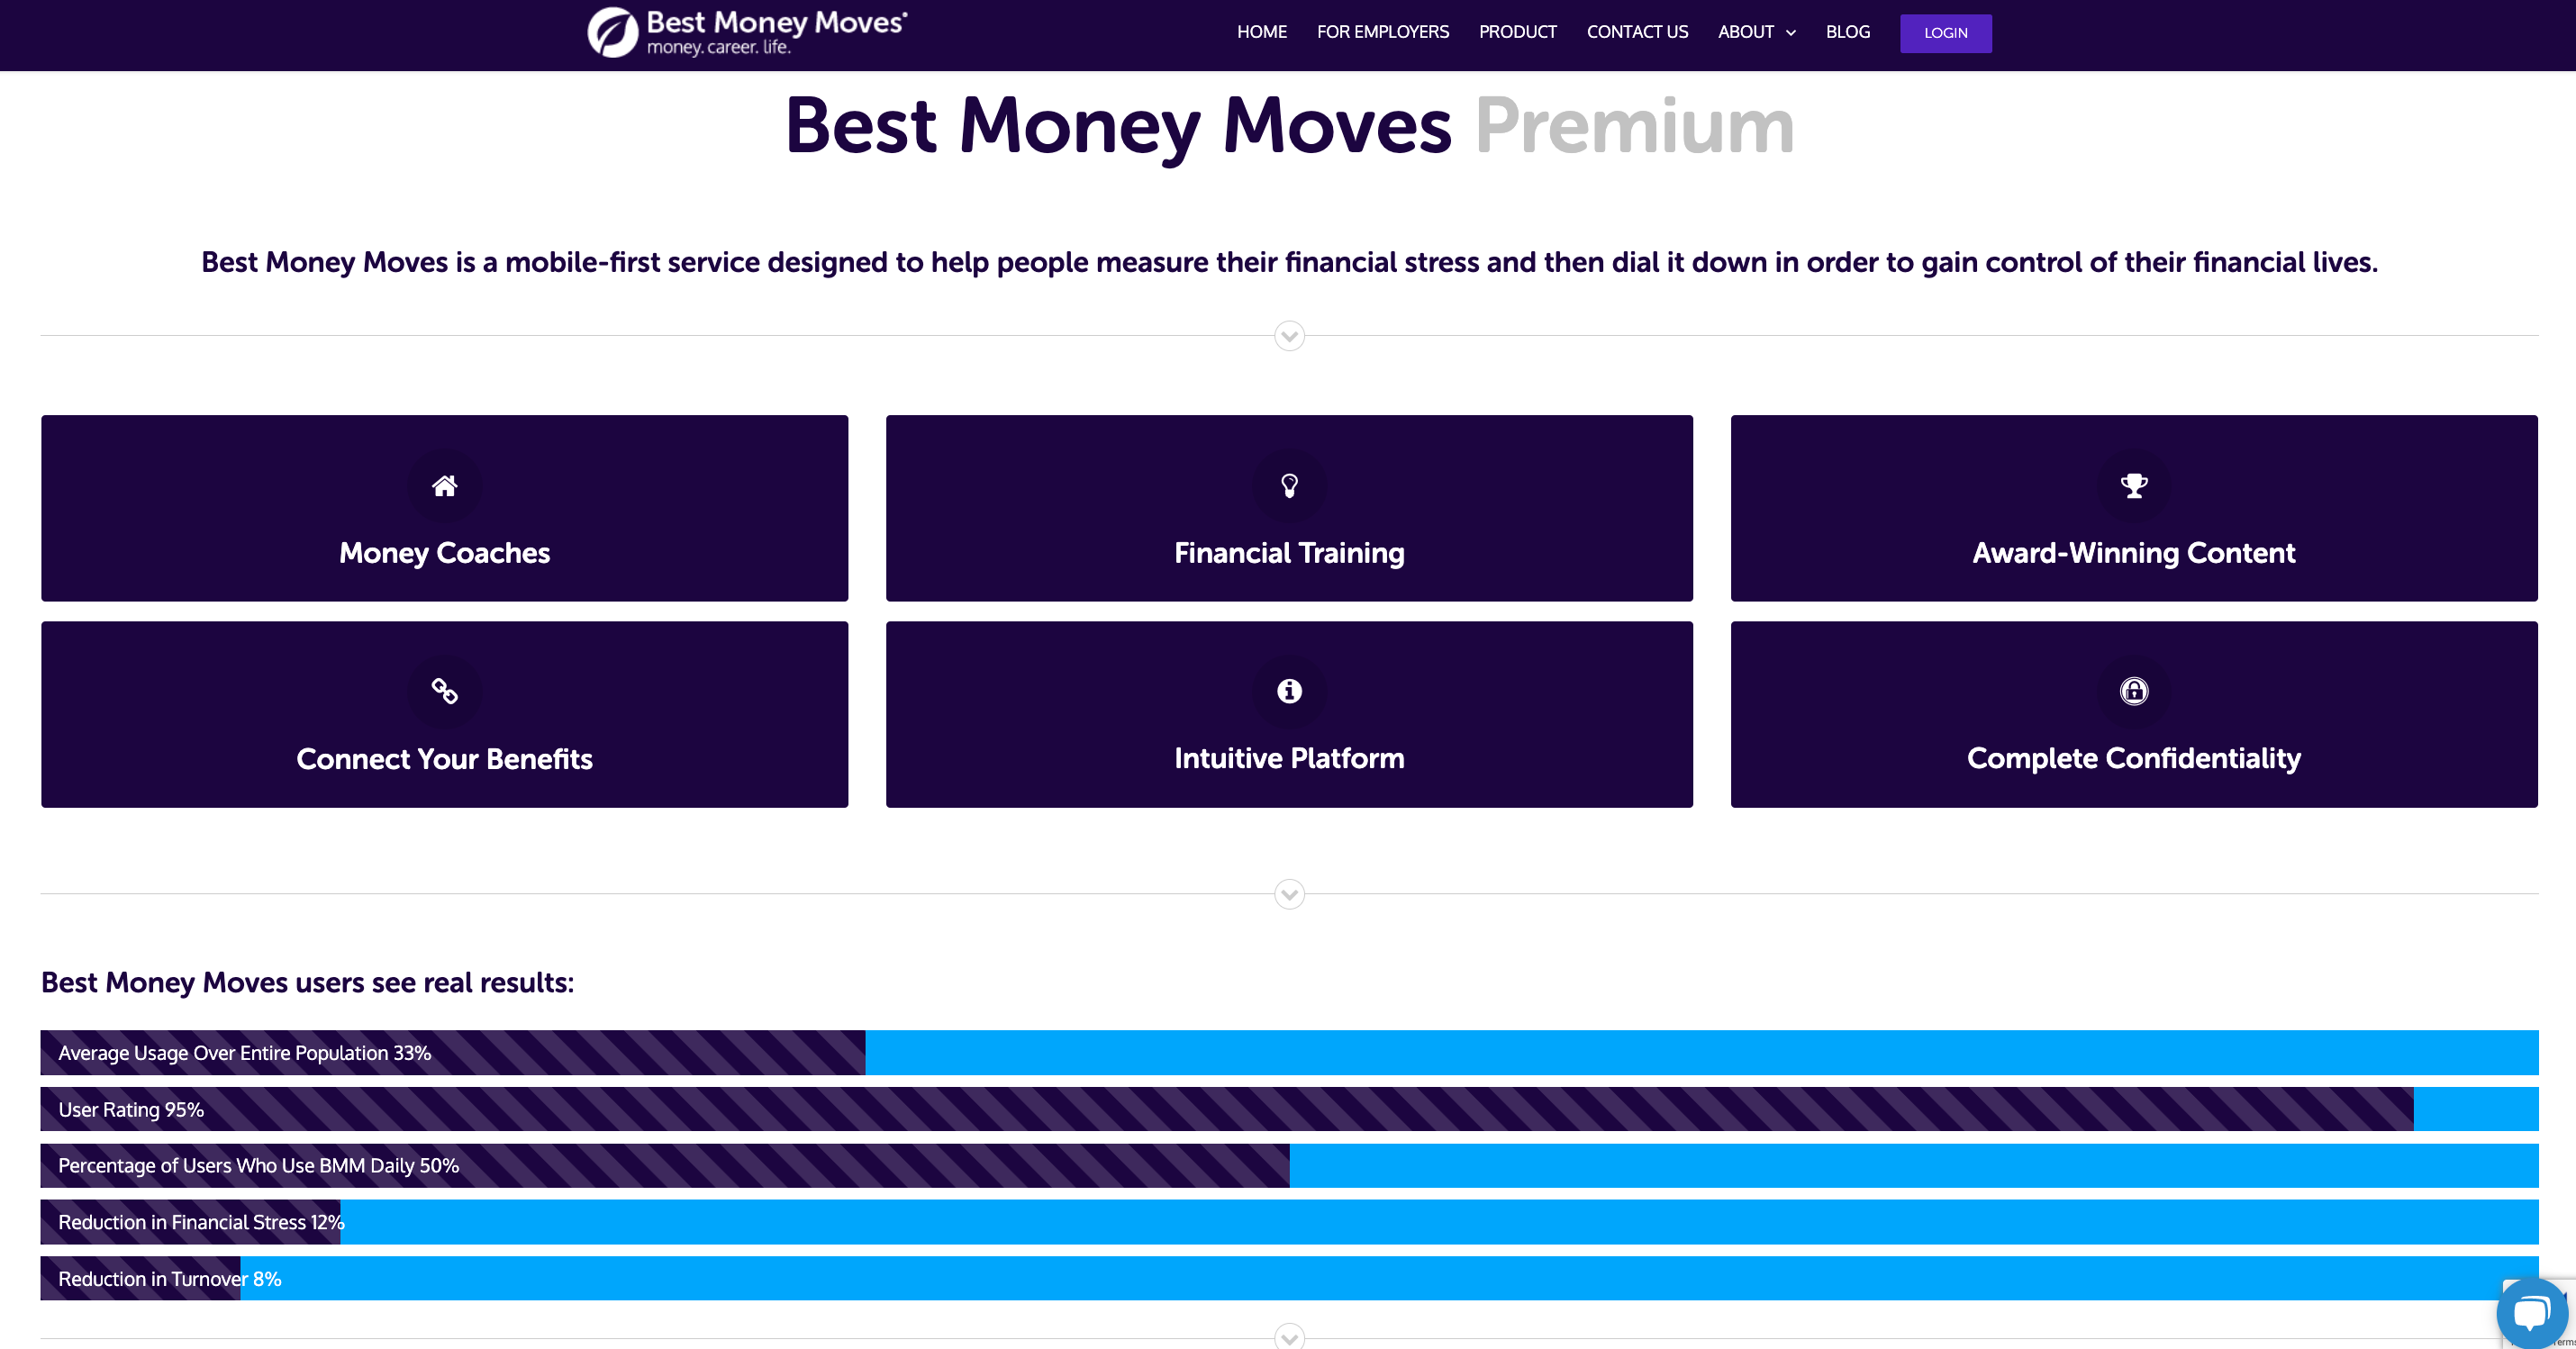 Best Money Moves®
money. career. life.
HOME FOR EMPLOYERS PRODUCT CONTACT US ABOUT BLOG LOGIN
Best Money Moves Premium
Best Money Moves is a mobile-first service designed to help people measure their financial stress and then dial it down in order to gain control of their financial lives.
Money Coaches
Financial Training
Award-Winning Content
Connect Your Benefits
Intuitive Platform
Complete Confidentiality
Best Money Moves users see real results:
Average Usage Over Entire Population 33%
User Rating 95%
Percentage of Users Who Use BMM Daily 50%
Reduction in Financial Stress 12%
Reduction in Turnover 8%
Terms